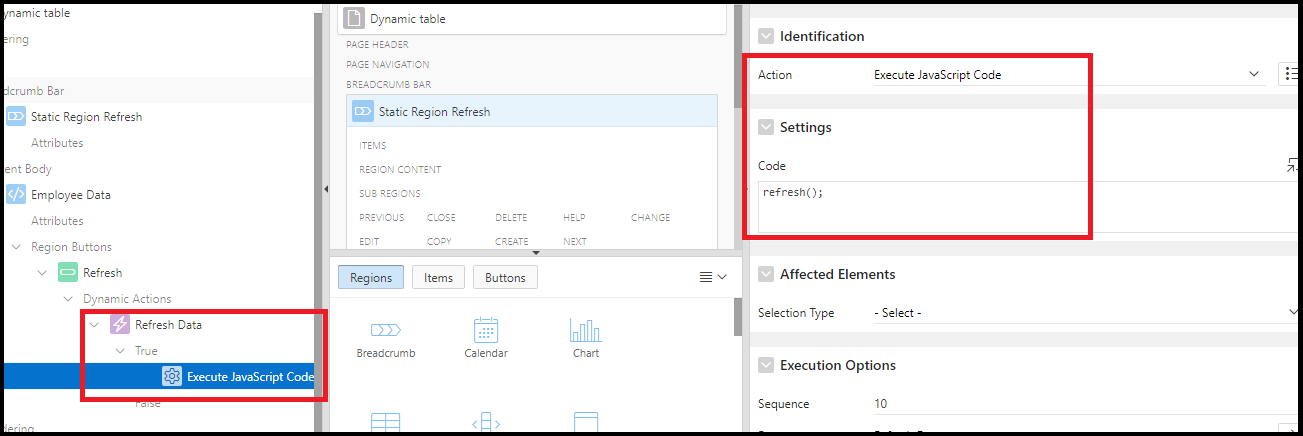 ynamic table
ering
dcrumb Bar
Static Region Refresh
Attributes
ent Body
Employee Data
Attributes
Region Buttons
Refresh
Dynamic Actions
Refresh Data
True
Execute JavaScript Code
False
dering
Dynamic table
PAGE HEADER
PAGE NAVIGATION
BREADCRUMB BAR
Static Region Refresh
ITEMS
REGION CONTENT
SUB REGIONS
PREVIOUS CLOSE DELETE HELP CHANGE
EDIT COPY CREATE NEXT
Regions Items Buttons
Breadcrumb Calendar Chart
Identification
Action Execute JavaScript Code
Settings
Code
refresh();
Affected Elements
Selection Type - Select -
Execution Options
Sequence 10